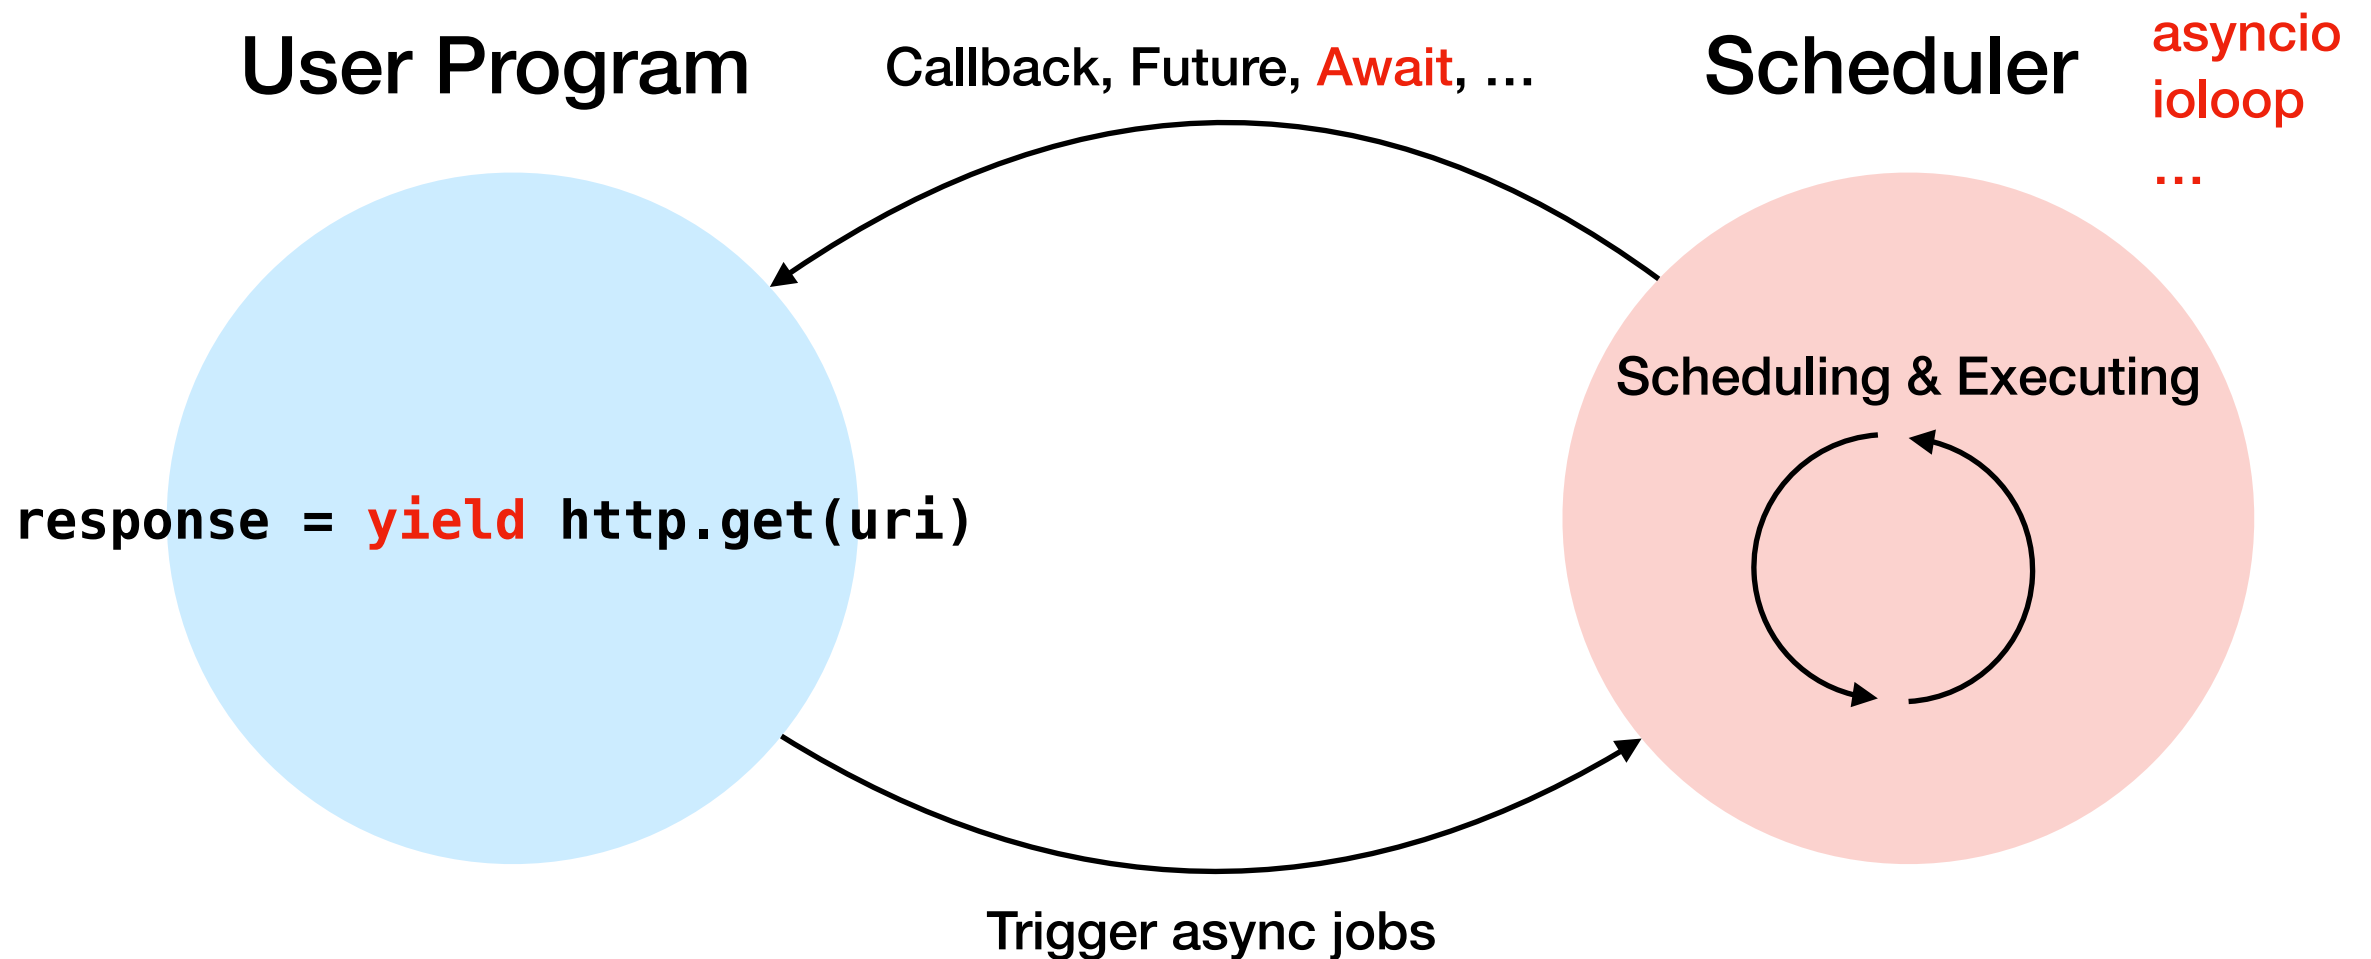 User Program
Callback, Future, Await, ...
Scheduler
asyncio
ioloop
...
Scheduling & Executing
response = yield http.get(uri)
Trigger async jobs